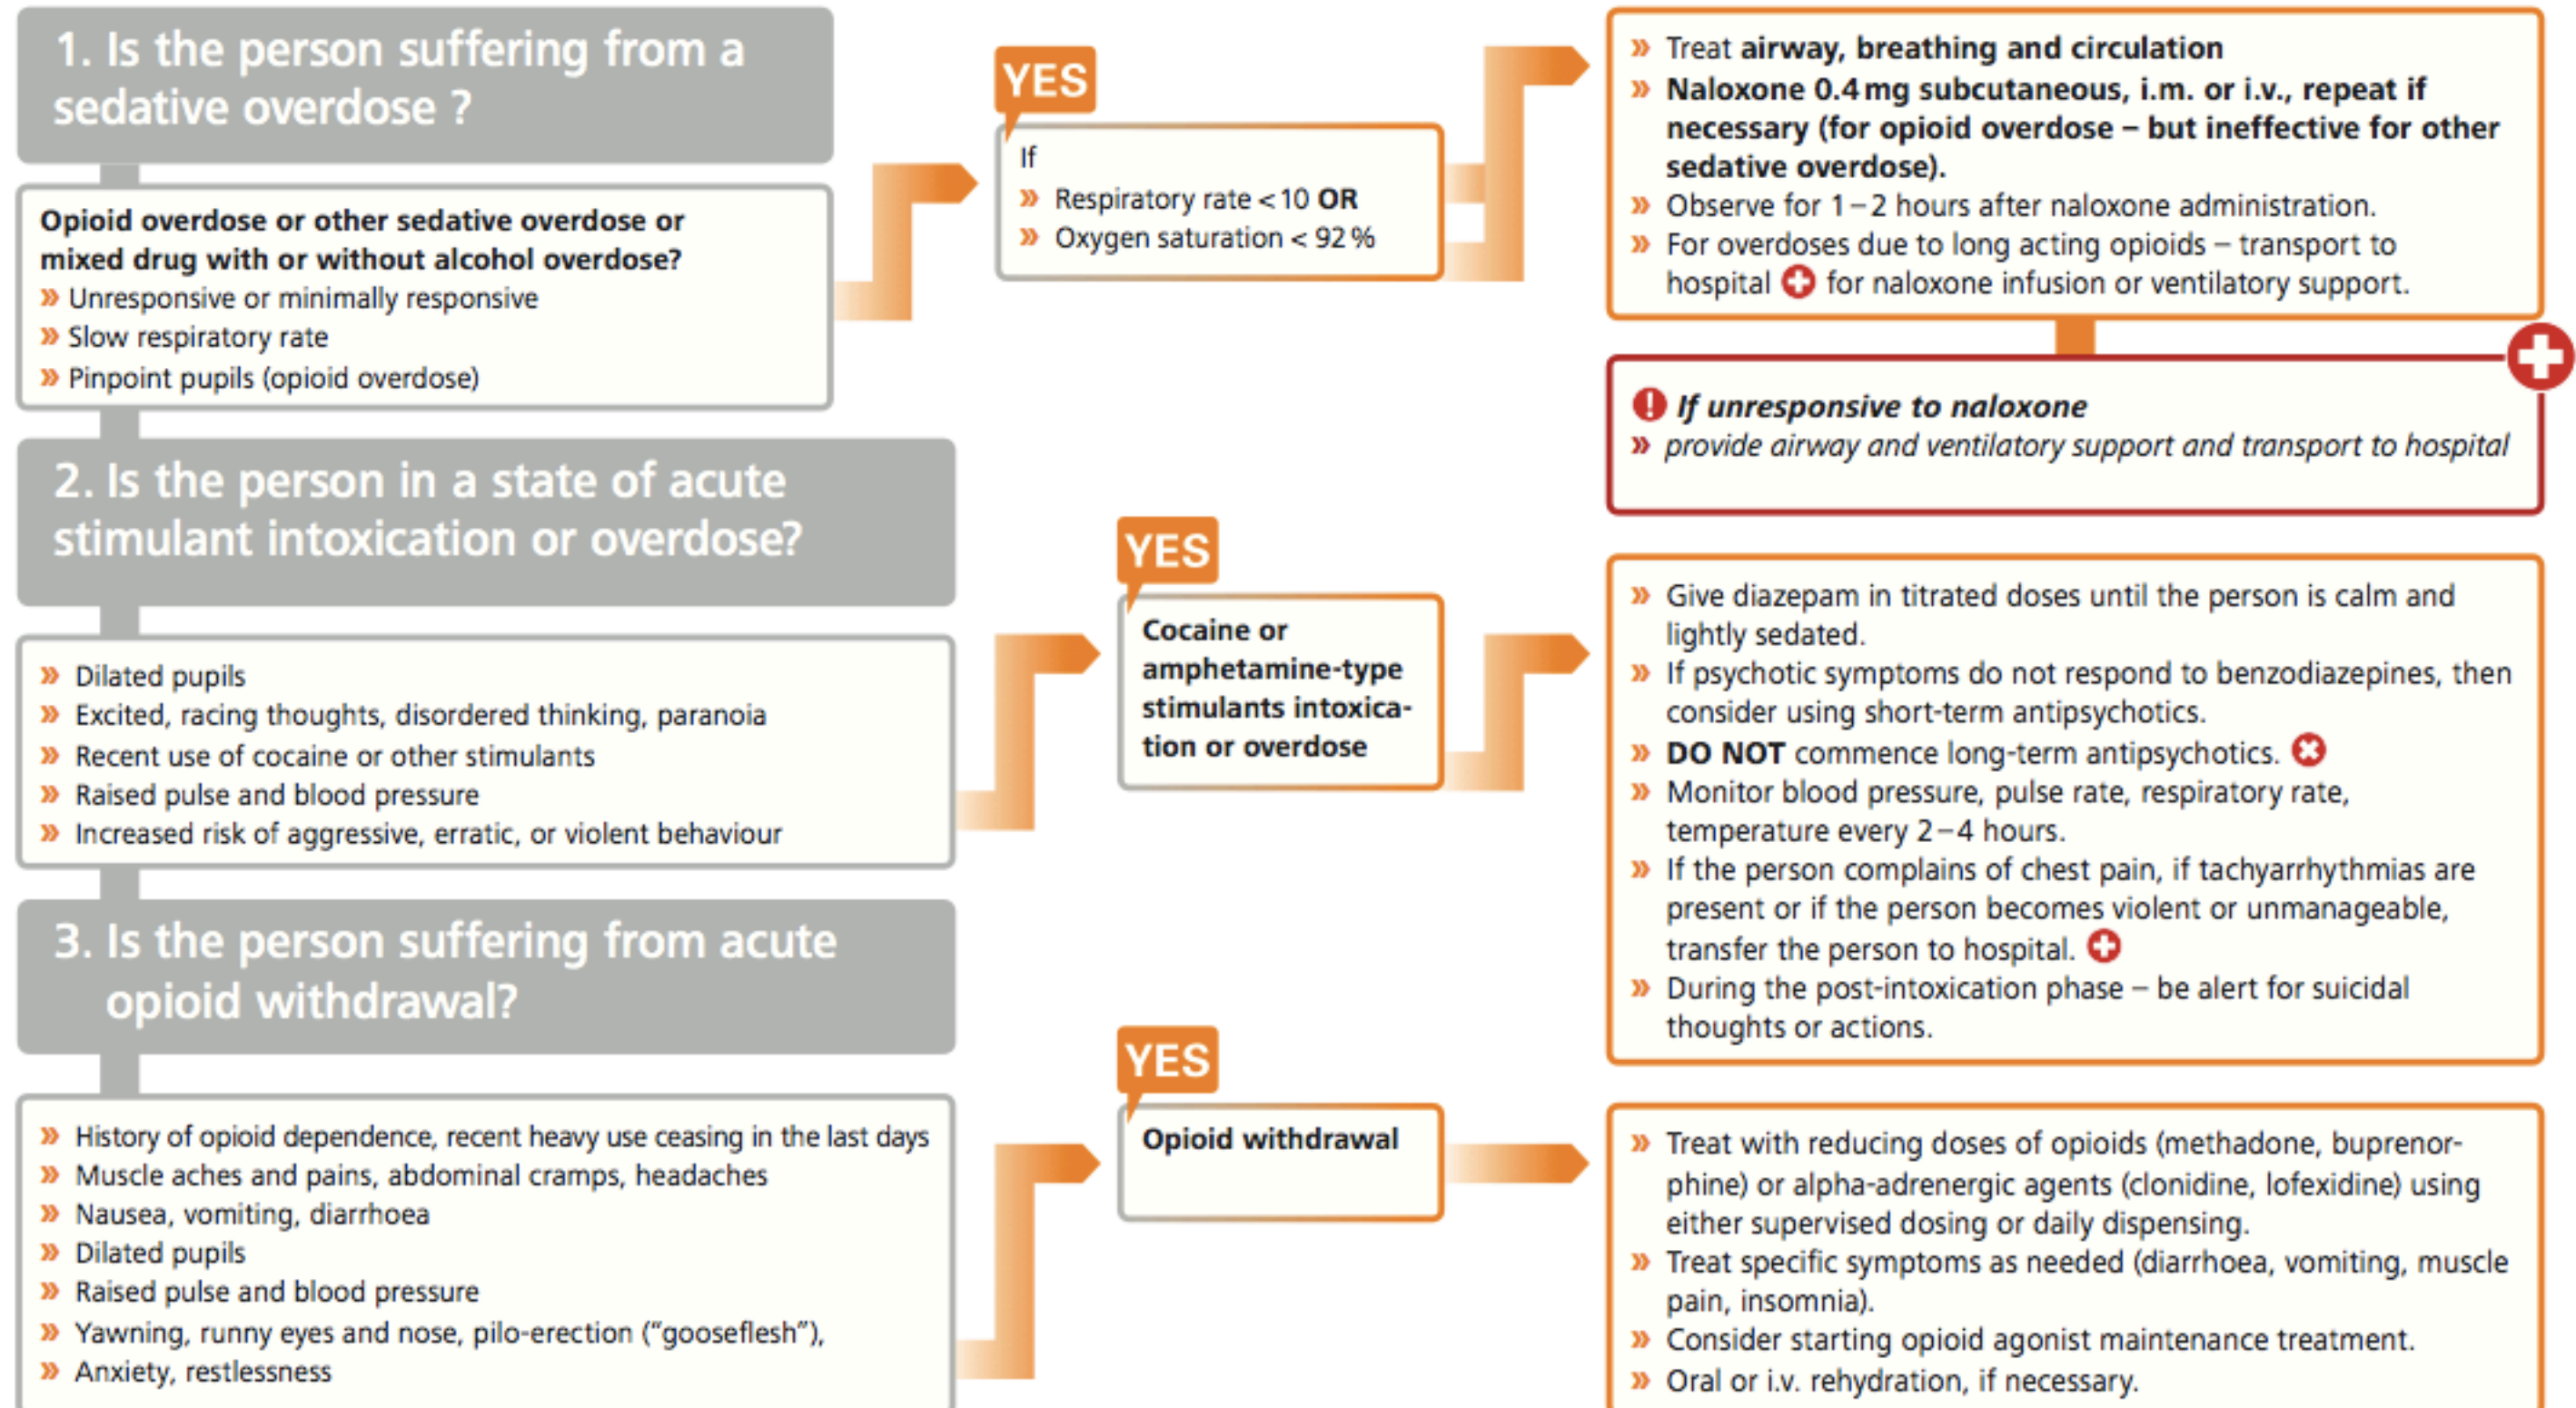 1. Is the person suffering from a
sedative overdose ?
Opioid overdose or other sedative overdose or
mixed drug with or without alcohol overdose?
» Unresponsive or minimally responsive
» Slow respiratory rate
» Pinpoint pupils (opioid overdose)
YES
If
» Respiratory rate < 10 OR
» Oxygen saturation < 92 %
» Treat airway, breathing and circulation
» Naloxone 0.4 mg subcutaneous, i.m. or i.v., repeat if
necessary (for opioid overdose – but ineffective for other
sedative overdose).
» Observe for 1–2 hours after naloxone administration.
» For overdoses due to long acting opioids – transport to
hospital for naloxone infusion or ventilatory support.
! If unresponsive to naloxone
» provide airway and ventilatory support and transport to hospital
2. Is the person in a state of acute
stimulant intoxication or overdose?
» Dilated pupils
» Excited, racing thoughts, disordered thinking, paranoia
» Recent use of cocaine or other stimulants
» Raised pulse and blood pressure
» Increased risk of aggressive, erratic, or violent behaviour
YES
Cocaine or
amphetamine-type
stimulants intoxica-
tion or overdose
» Give diazepam in titrated doses until the person is calm and
lightly sedated.
» If psychotic symptoms do not respond to benzodiazepines, then
consider using short-term antipsychotics.
» DO NOT commence long-term antipsychotics.
» Monitor blood pressure, pulse rate, respiratory rate,
temperature every 2–4 hours.
» If the person complains of chest pain, if tachyarrhythmias are
present or if the person becomes violent or unmanageable,
transfer the person to hospital.
» During the post-intoxication phase – be alert for suicidal
thoughts or actions.
3. Is the person suffering from acute
opioid withdrawal?
» History of opioid dependence, recent heavy use ceasing in the last days
» Muscle aches and pains, abdominal cramps, headaches
» Nausea, vomiting, diarrhoea
» Dilated pupils
» Raised pulse and blood pressure
» Yawning, runny eyes and nose, pilo-erection (“gooseflesh”),
» Anxiety, restlessness
YES
Opioid withdrawal
» Treat with reducing doses of opioids (methadone, buprenor-
phine) or alpha-adrenergic agents (clonidine, lofexidine) using
either supervised dosing or daily dispensing.
» Treat specific symptoms as needed (diarrhoea, vomiting, muscle
pain, insomnia).
» Consider starting opioid agonist maintenance treatment.
» Oral or i.v. rehydration, if necessary.